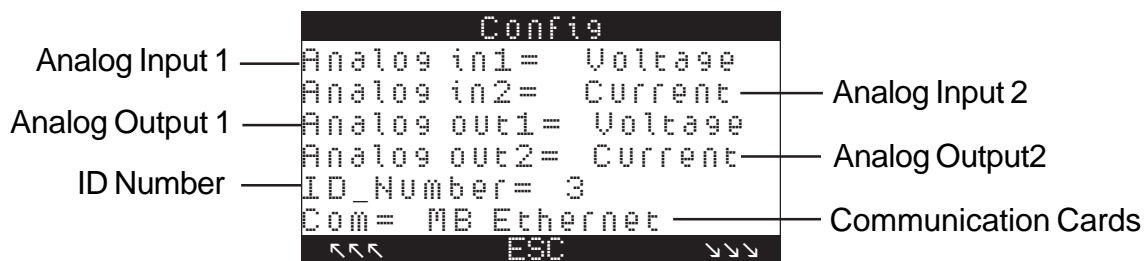 Config
Analog Input 1
Analog in1= Voltage
Analog in2= Current
Analog Input 2
Analog Output 1
Analog out1= Voltage
Analog out2= Current
Analog Output2
ID Number
ID_Number= 3
Com= MB Ethernet
Communication Cards
↖↖↖ ESC ↘↘↘